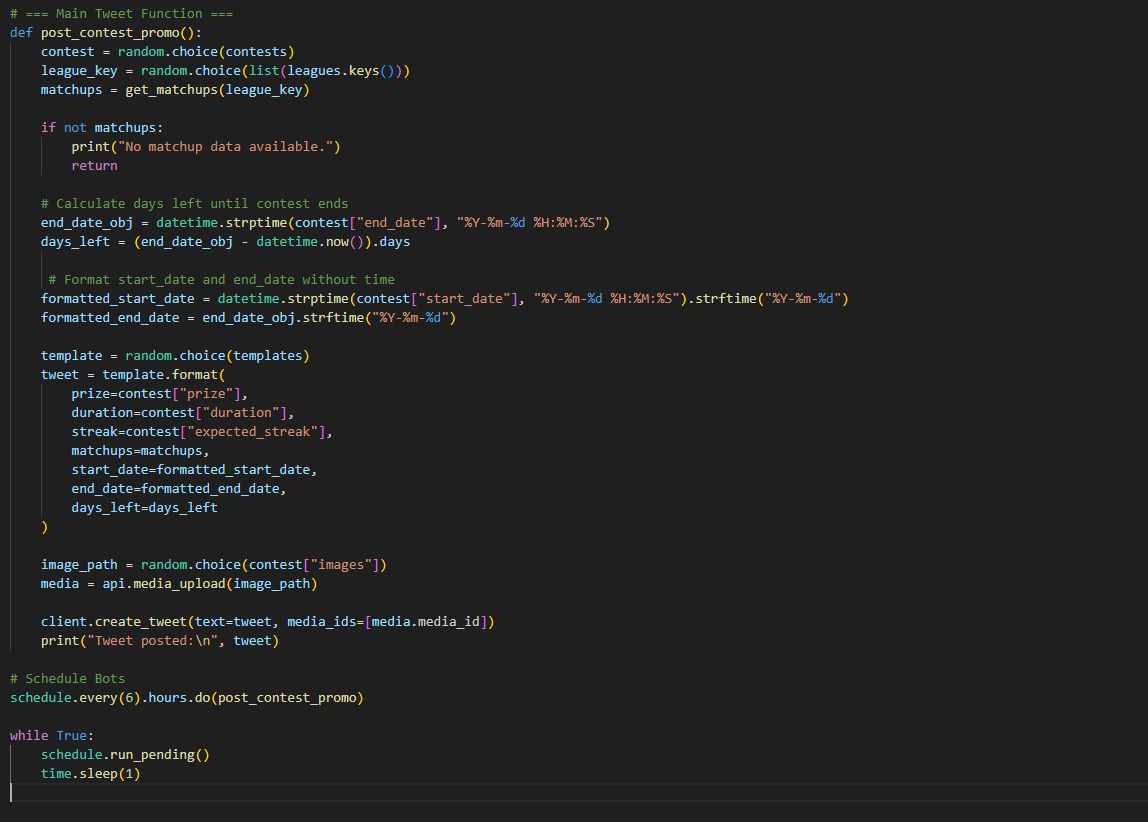 # === Main Tweet Function ===
def post_contest_promo():
    contest = random.choice(contests)
    league_key = random.choice(list(leagues.keys()))
    matchups = get_matchups(league_key)

    if not matchups:
        print("No matchup data available.")
        return

    # Calculate days left until contest ends
    end_date_obj = datetime.strptime(contest["end_date"], "%Y-%m-%d %H:%M:%S")
    days_left = (end_date_obj - datetime.now()).days

     # Format start_date and end_date without time
    formatted_start_date = datetime.strptime(contest["start_date"], "%Y-%m-%d %H:%M:%S").strftime("%Y-%m-%d")
    formatted_end_date = end_date_obj.strftime("%Y-%m-%d")

    template = random.choice(templates)
    tweet = template.format(
        prize=contest["prize"],
        duration=contest["duration"],
        streak=contest["expected_streak"],
        matchups=matchups,
        start_date=formatted_start_date,
        end_date=formatted_end_date,
        days_left=days_left
    )

    image_path = random.choice(contest["images"])
    media = api.media_upload(image_path)

    client.create_tweet(text=tweet, media_ids=[media.media_id])
    print("Tweet posted:\n", tweet)

# Schedule Bots
schedule.every(6).hours.do(post_contest_promo)

while True:
    schedule.run_pending()
    time.sleep(1)